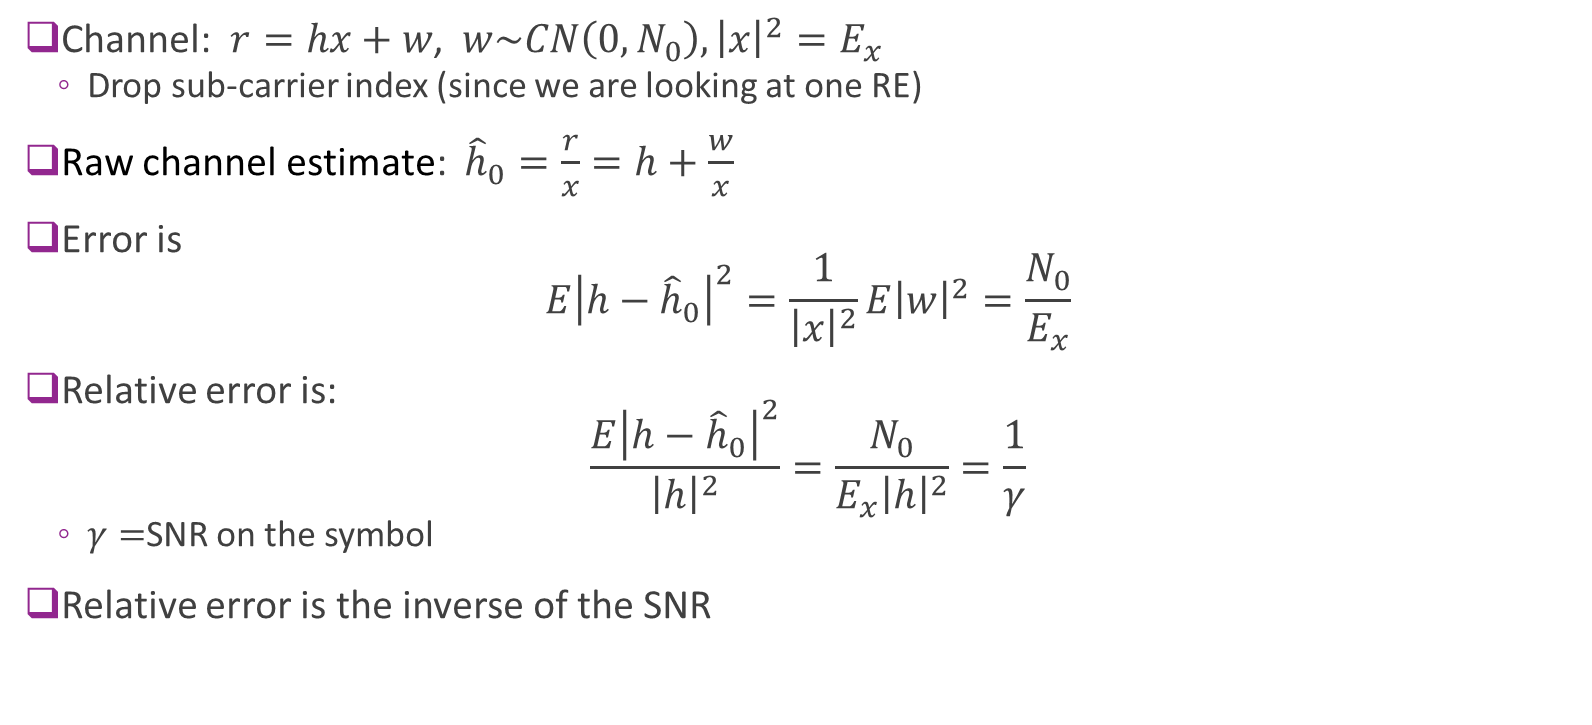 ❑Channel: r = hx + w, w~CN(0, N₀), |x|² = Eₓ
◦ Drop sub-carrier index (since we are looking at one RE)
❑Raw channel estimate: ĥ₀ = r/x = h + w/x
❑Error is
E|h − ĥ₀|² = 1/|x|² E|w|² = N₀/Eₓ
❑Relative error is:
E|h − ĥ₀|²/|h|² = N₀/Eₓ|h|² = 1/γ
◦ γ =SNR on the symbol
❑Relative error is the inverse of the SNR